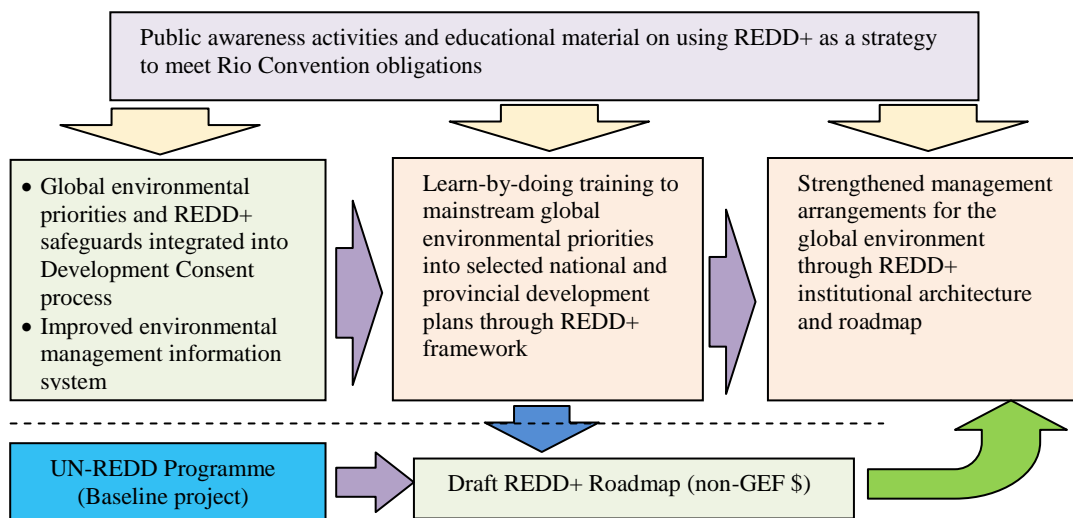 Public awareness activities and educational material on using REDD+ as a strategy
to meet Rio Convention obligations
• Global environmental
priorities and REDD+
safeguards integrated into
Development Consent
process
• Improved environmental
management information
system
Learn-by-doing training to
mainstream global
environmental priorities
into selected national and
provincial development
plans through REDD+
framework
Strengthened management
arrangements for the
global environment
through REDD+
institutional architecture
and roadmap
UN-REDD Programme
(Baseline project)
Draft REDD+ Roadmap (non-GEF $)